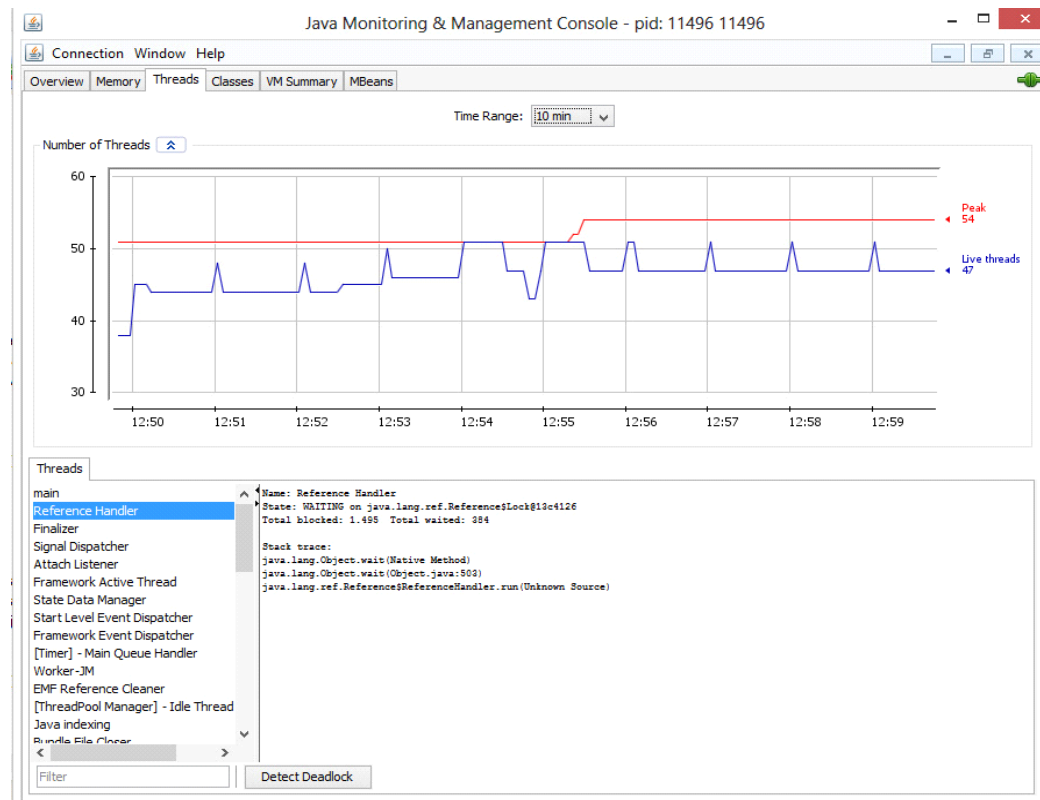 Java Monitoring & Management Console - pid: 11496 11496
Connection Window Help
Overview Memory Threads Classes VM Summary MBeans
Time Range: 10 min
Number of Threads
60
50
40
30
Peak
54
Live threads
47
12:50 12:51 12:52 12:53 12:54 12:55 12:56 12:57 12:58 12:59
Threads
main
Reference Handler
Finalizer
Signal Dispatcher
Attach Listener
Framework Active Thread
State Data Manager
Start Level Event Dispatcher
Framework Event Dispatcher
[Timer] - Main Queue Handler
Worker-JM
EMF Reference Cleaner
[ThreadPool Manager] - Idle Thread
Java indexing
Bundle File Closer
Name: Reference Handler
State: WAITING on java.lang.ref.Reference$Lock@13c4126
Total blocked: 1.495 Total waited: 384
Stack trace:
java.lang.Object.wait(Native Method)
java.lang.Object.wait(Object.java:503)
java.lang.ref.Reference$ReferenceHandler.run(Unknown Source)
Filter
Detect Deadlock